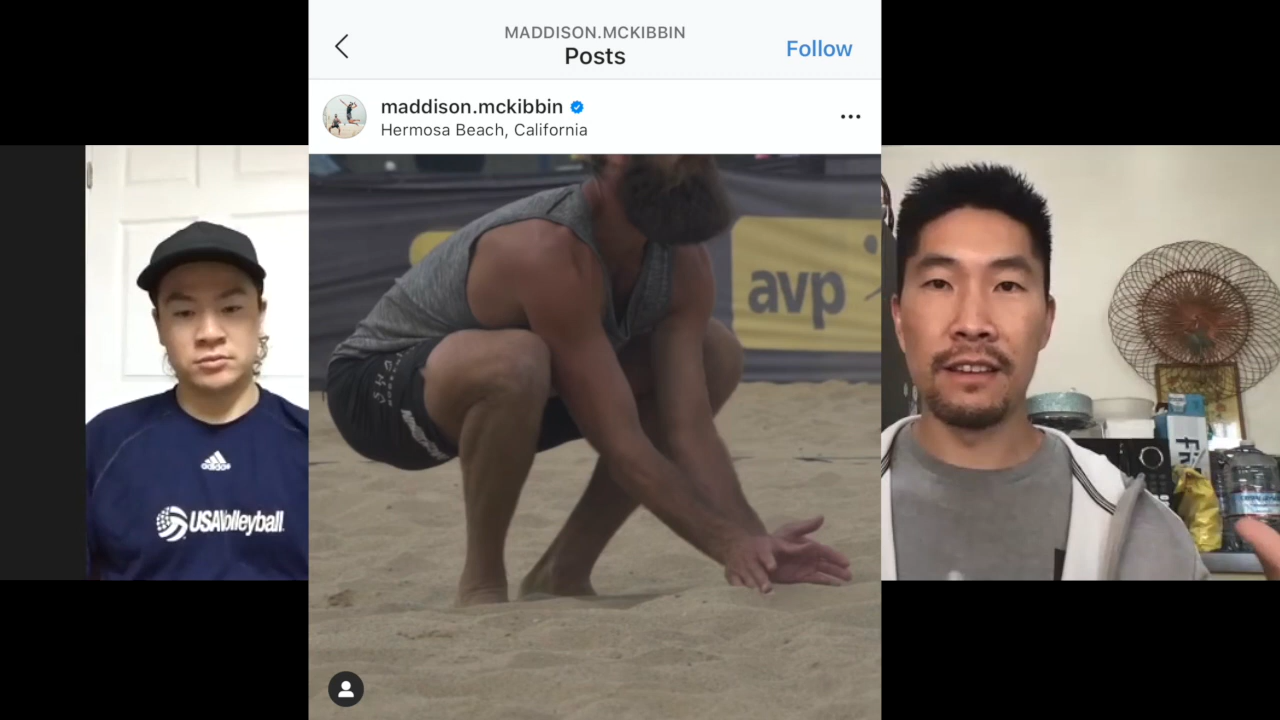 MADDISON.MCKIBBIN
Posts
Follow
maddison.mckibbin
Hermosa Beach, California
avp
adidas
USAVolleyball